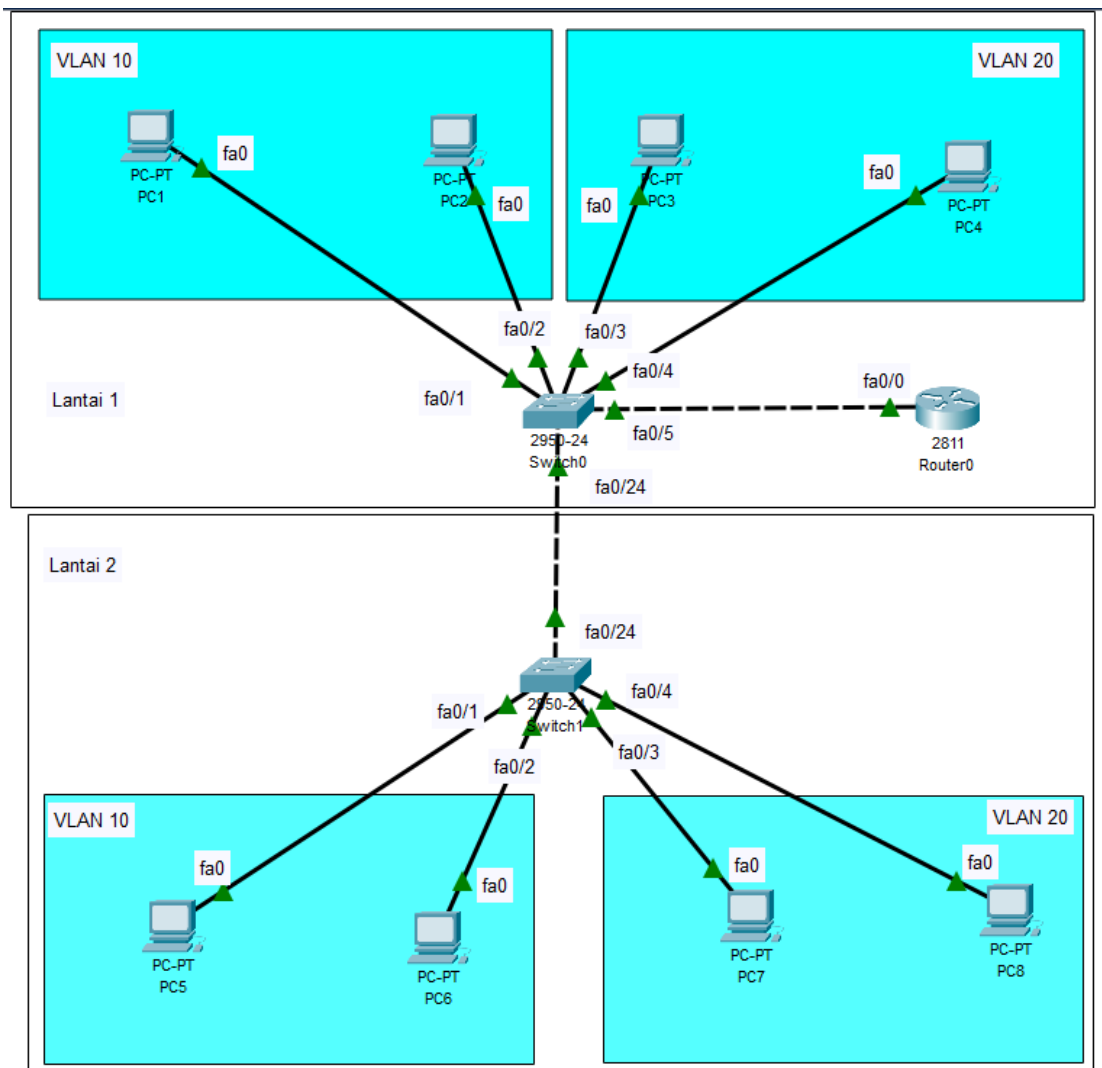 VLAN 10
VLAN 20
fa0
PC-PT
PC1
PC-PT
PC2
fa0
fa0
PC-PT
PC3
fa0
PC-PT
PC4
fa0/2
fa0/3
fa0/4
fa0/0
Lantai 1
fa0/1
fa0/5
2950-24
Switch0
2811
Router0
fa0/24
Lantai 2
fa0/24
fa0/4
fa0/1
2950-24
Switch1
fa0/3
fa0/2
VLAN 10
VLAN 20
fa0
fa0
fa0
fa0
PC-PT
PC5
PC-PT
PC6
PC-PT
PC7
PC-PT
PC8